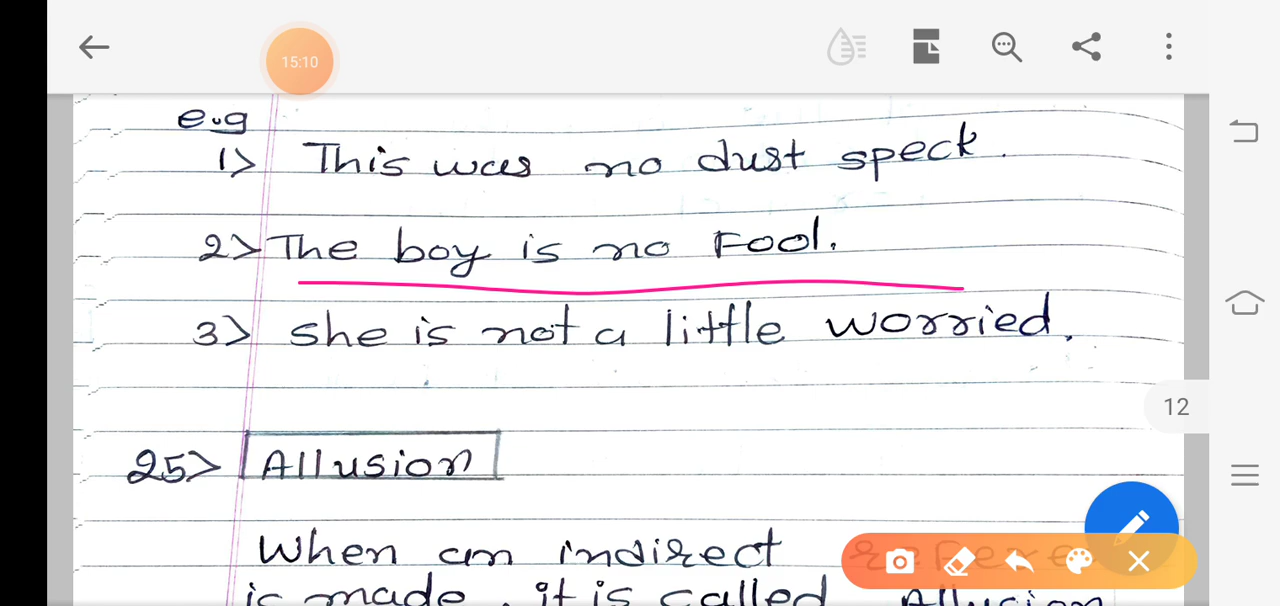 15:10
e.g
1> This was no dust speck.
2> The boy is no Fool.
3> she is not a little worried.
12
25> Allusion
When an indirect
is made, it is called Allusion